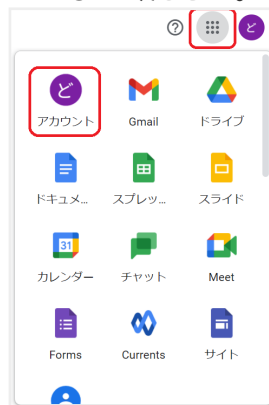 ど
ど
アカウント Gmail ドライブ
ドキュメ... スプレッ... スライド
31
カレンダー チャット Meet
Forms Currents サイト